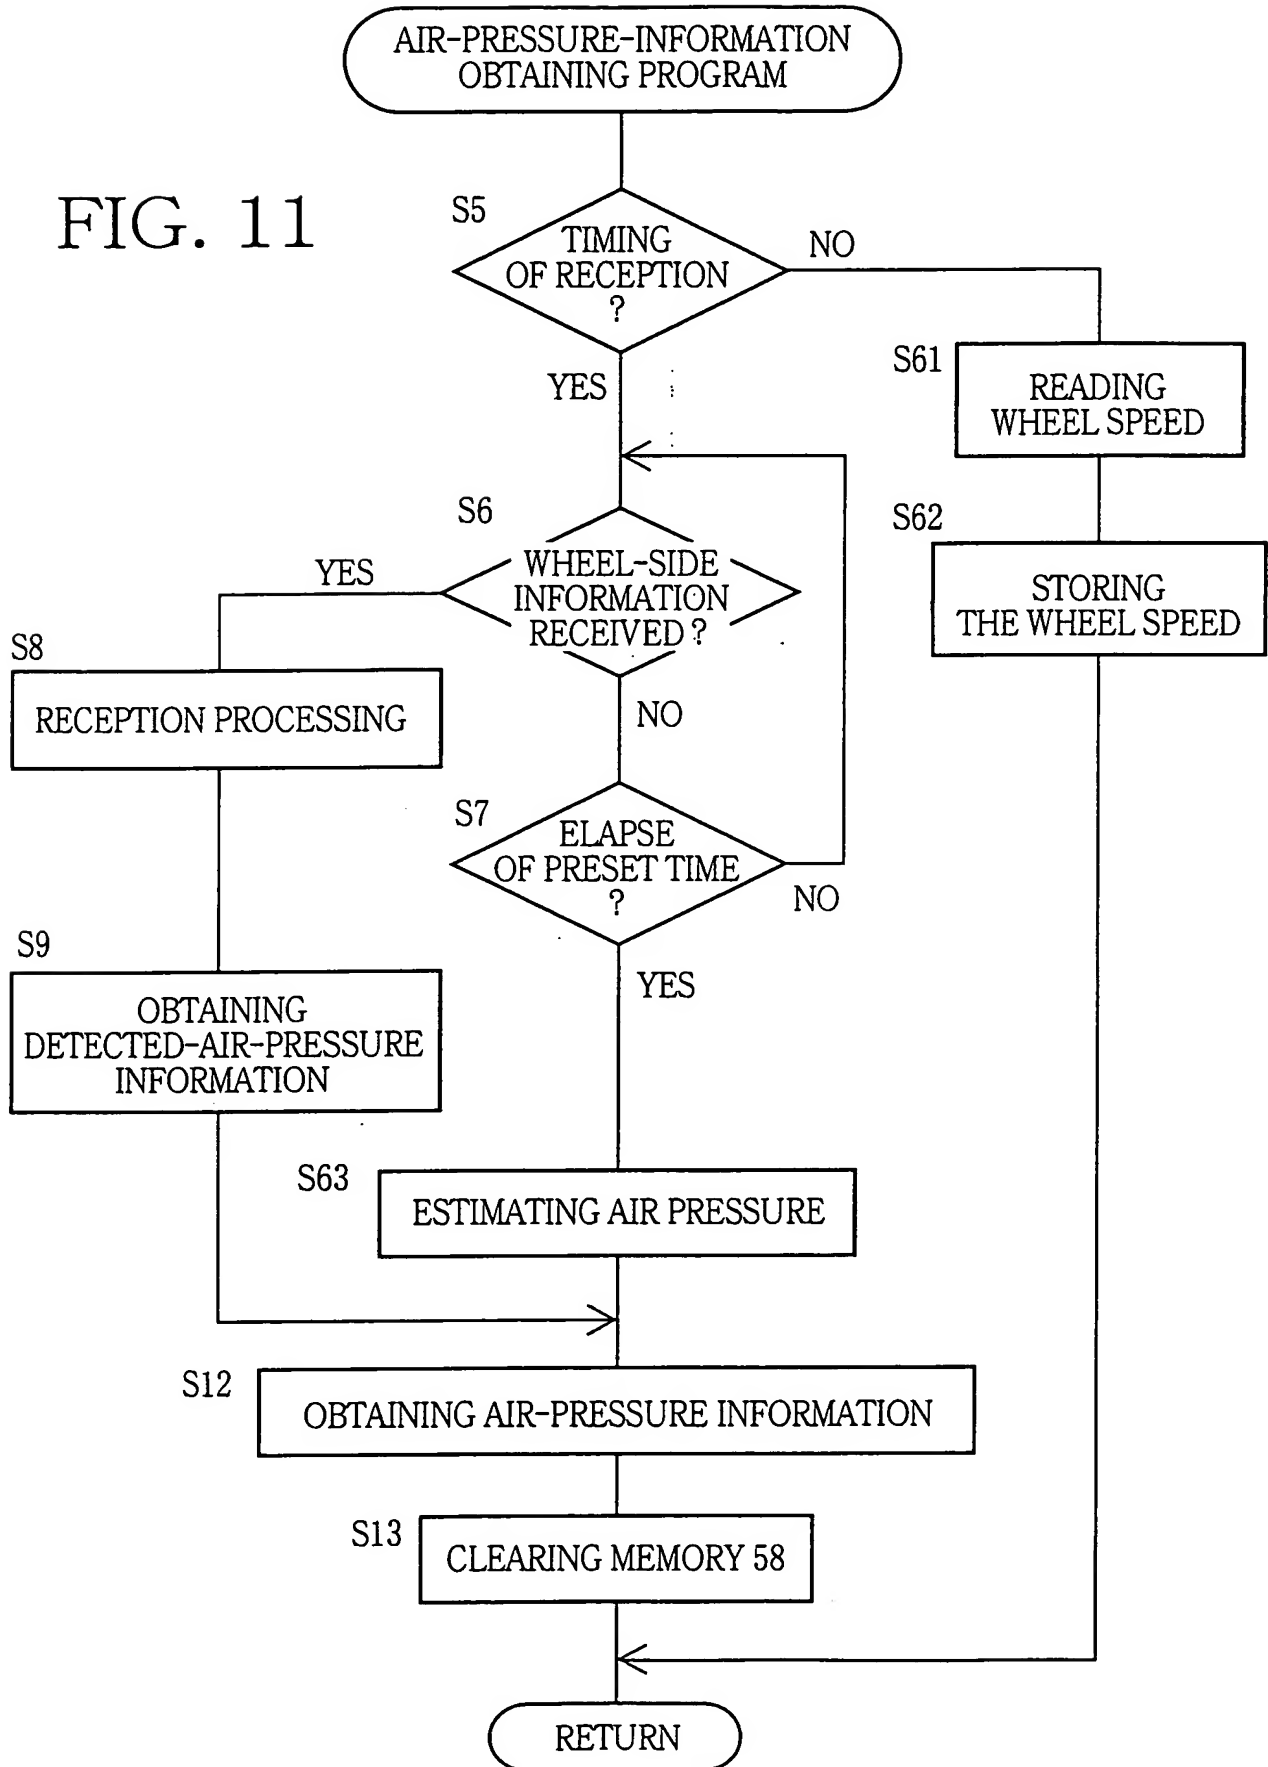 AIR-PRESSURE-INFORMATION
OBTAINING PROGRAM
FIG. 11
S5
TIMING
OF RECEPTION
?
NO
YES
S61
READING
WHEEL SPEED
S62
STORING
THE WHEEL SPEED
S6
WHEEL-SIDE
INFORMATION
RECEIVED?
YES
NO
S8
RECEPTION PROCESSING
S7
ELAPSE
OF PRESET TIME
?
NO
YES
S9
OBTAINING
DETECTED-AIR-PRESSURE
INFORMATION
S63
ESTIMATING AIR PRESSURE
S12
OBTAINING AIR-PRESSURE INFORMATION
S13
CLEARING MEMORY 58
RETURN